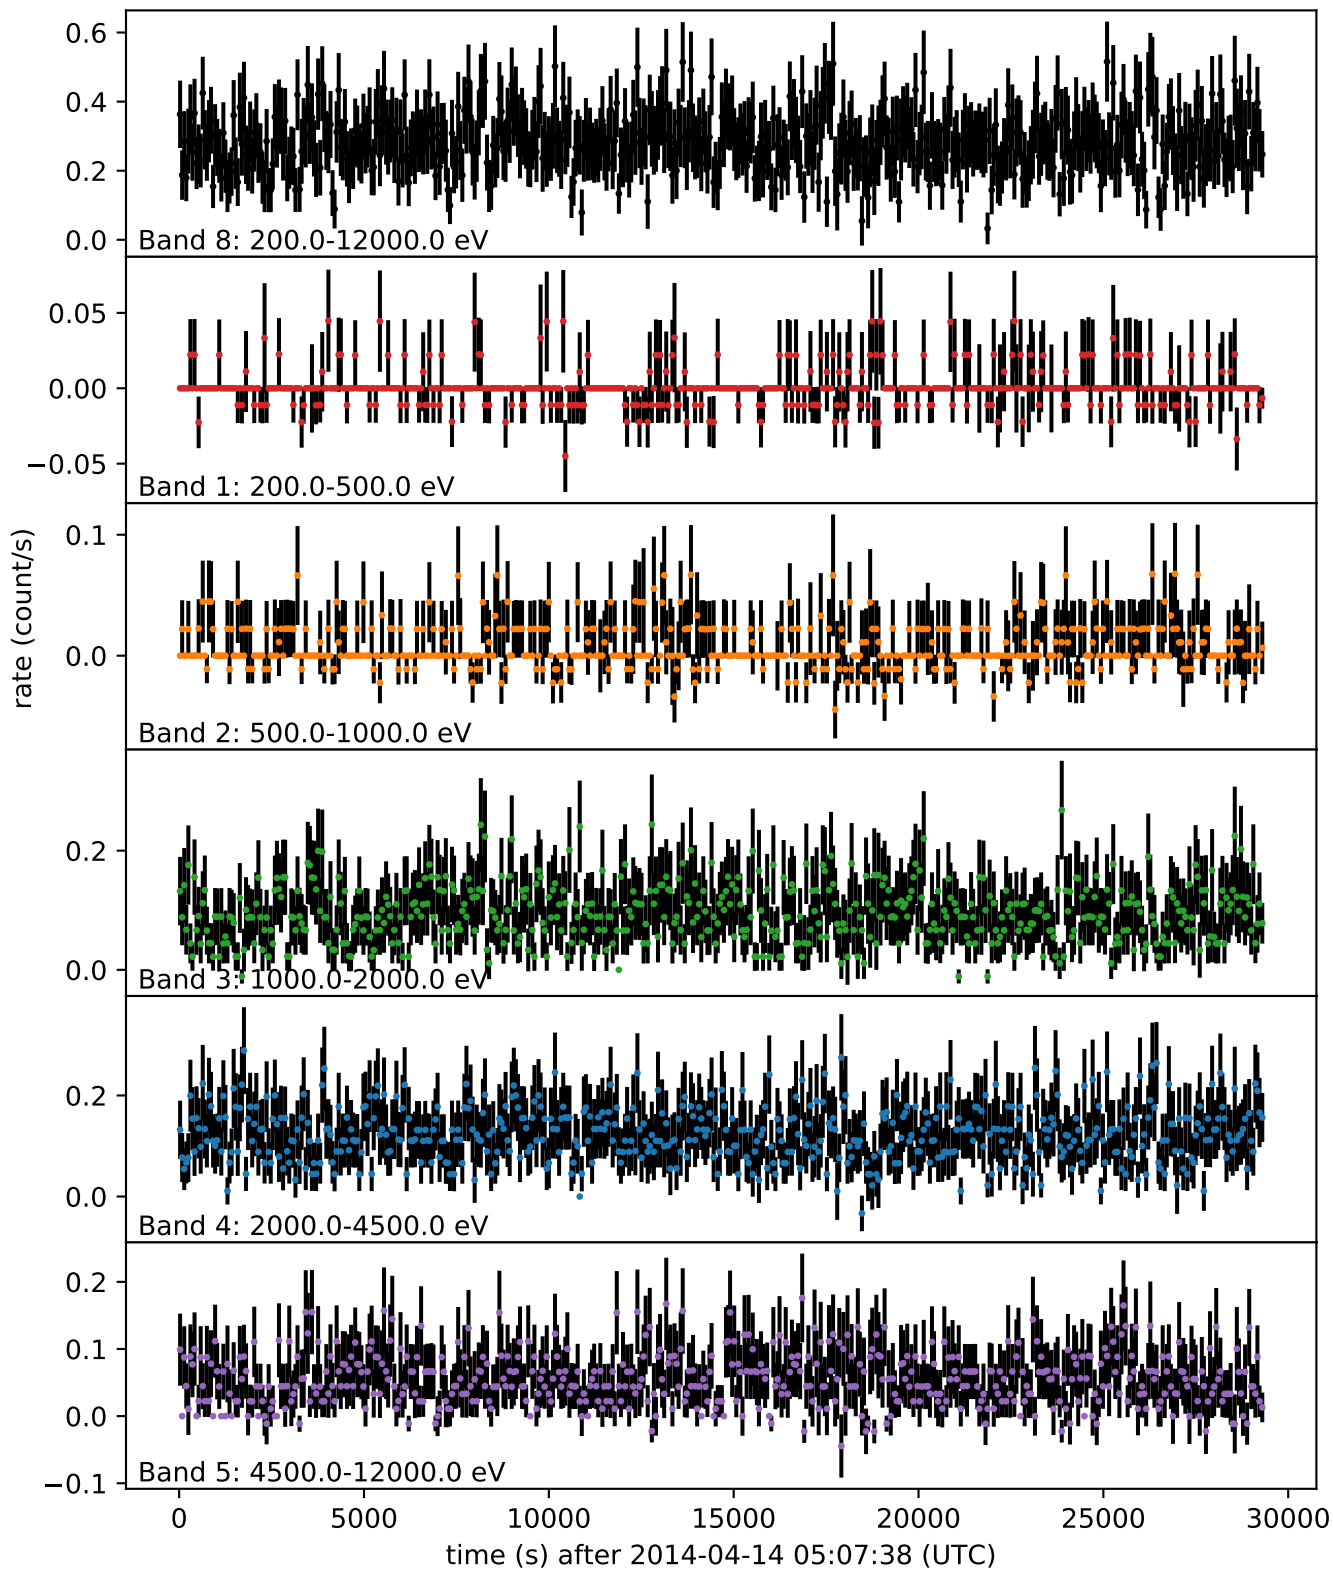 0.6
0.4
0.2
0.0
Band 8: 200.0-12000.0 eV
0.05
0.00
−0.05
Band 1: 200.0-500.0 eV
0.1
0.0
Band 2: 500.0-1000.0 eV
rate (count/s)
0.2
0.0
Band 3: 1000.0-2000.0 eV
0.2
0.0
Band 4: 2000.0-4500.0 eV
0.2
0.1
0.0
−0.1
Band 5: 4500.0-12000.0 eV
0 5000 10000 15000 20000 25000 30000
time (s) after 2014-04-14 05:07:38 (UTC)